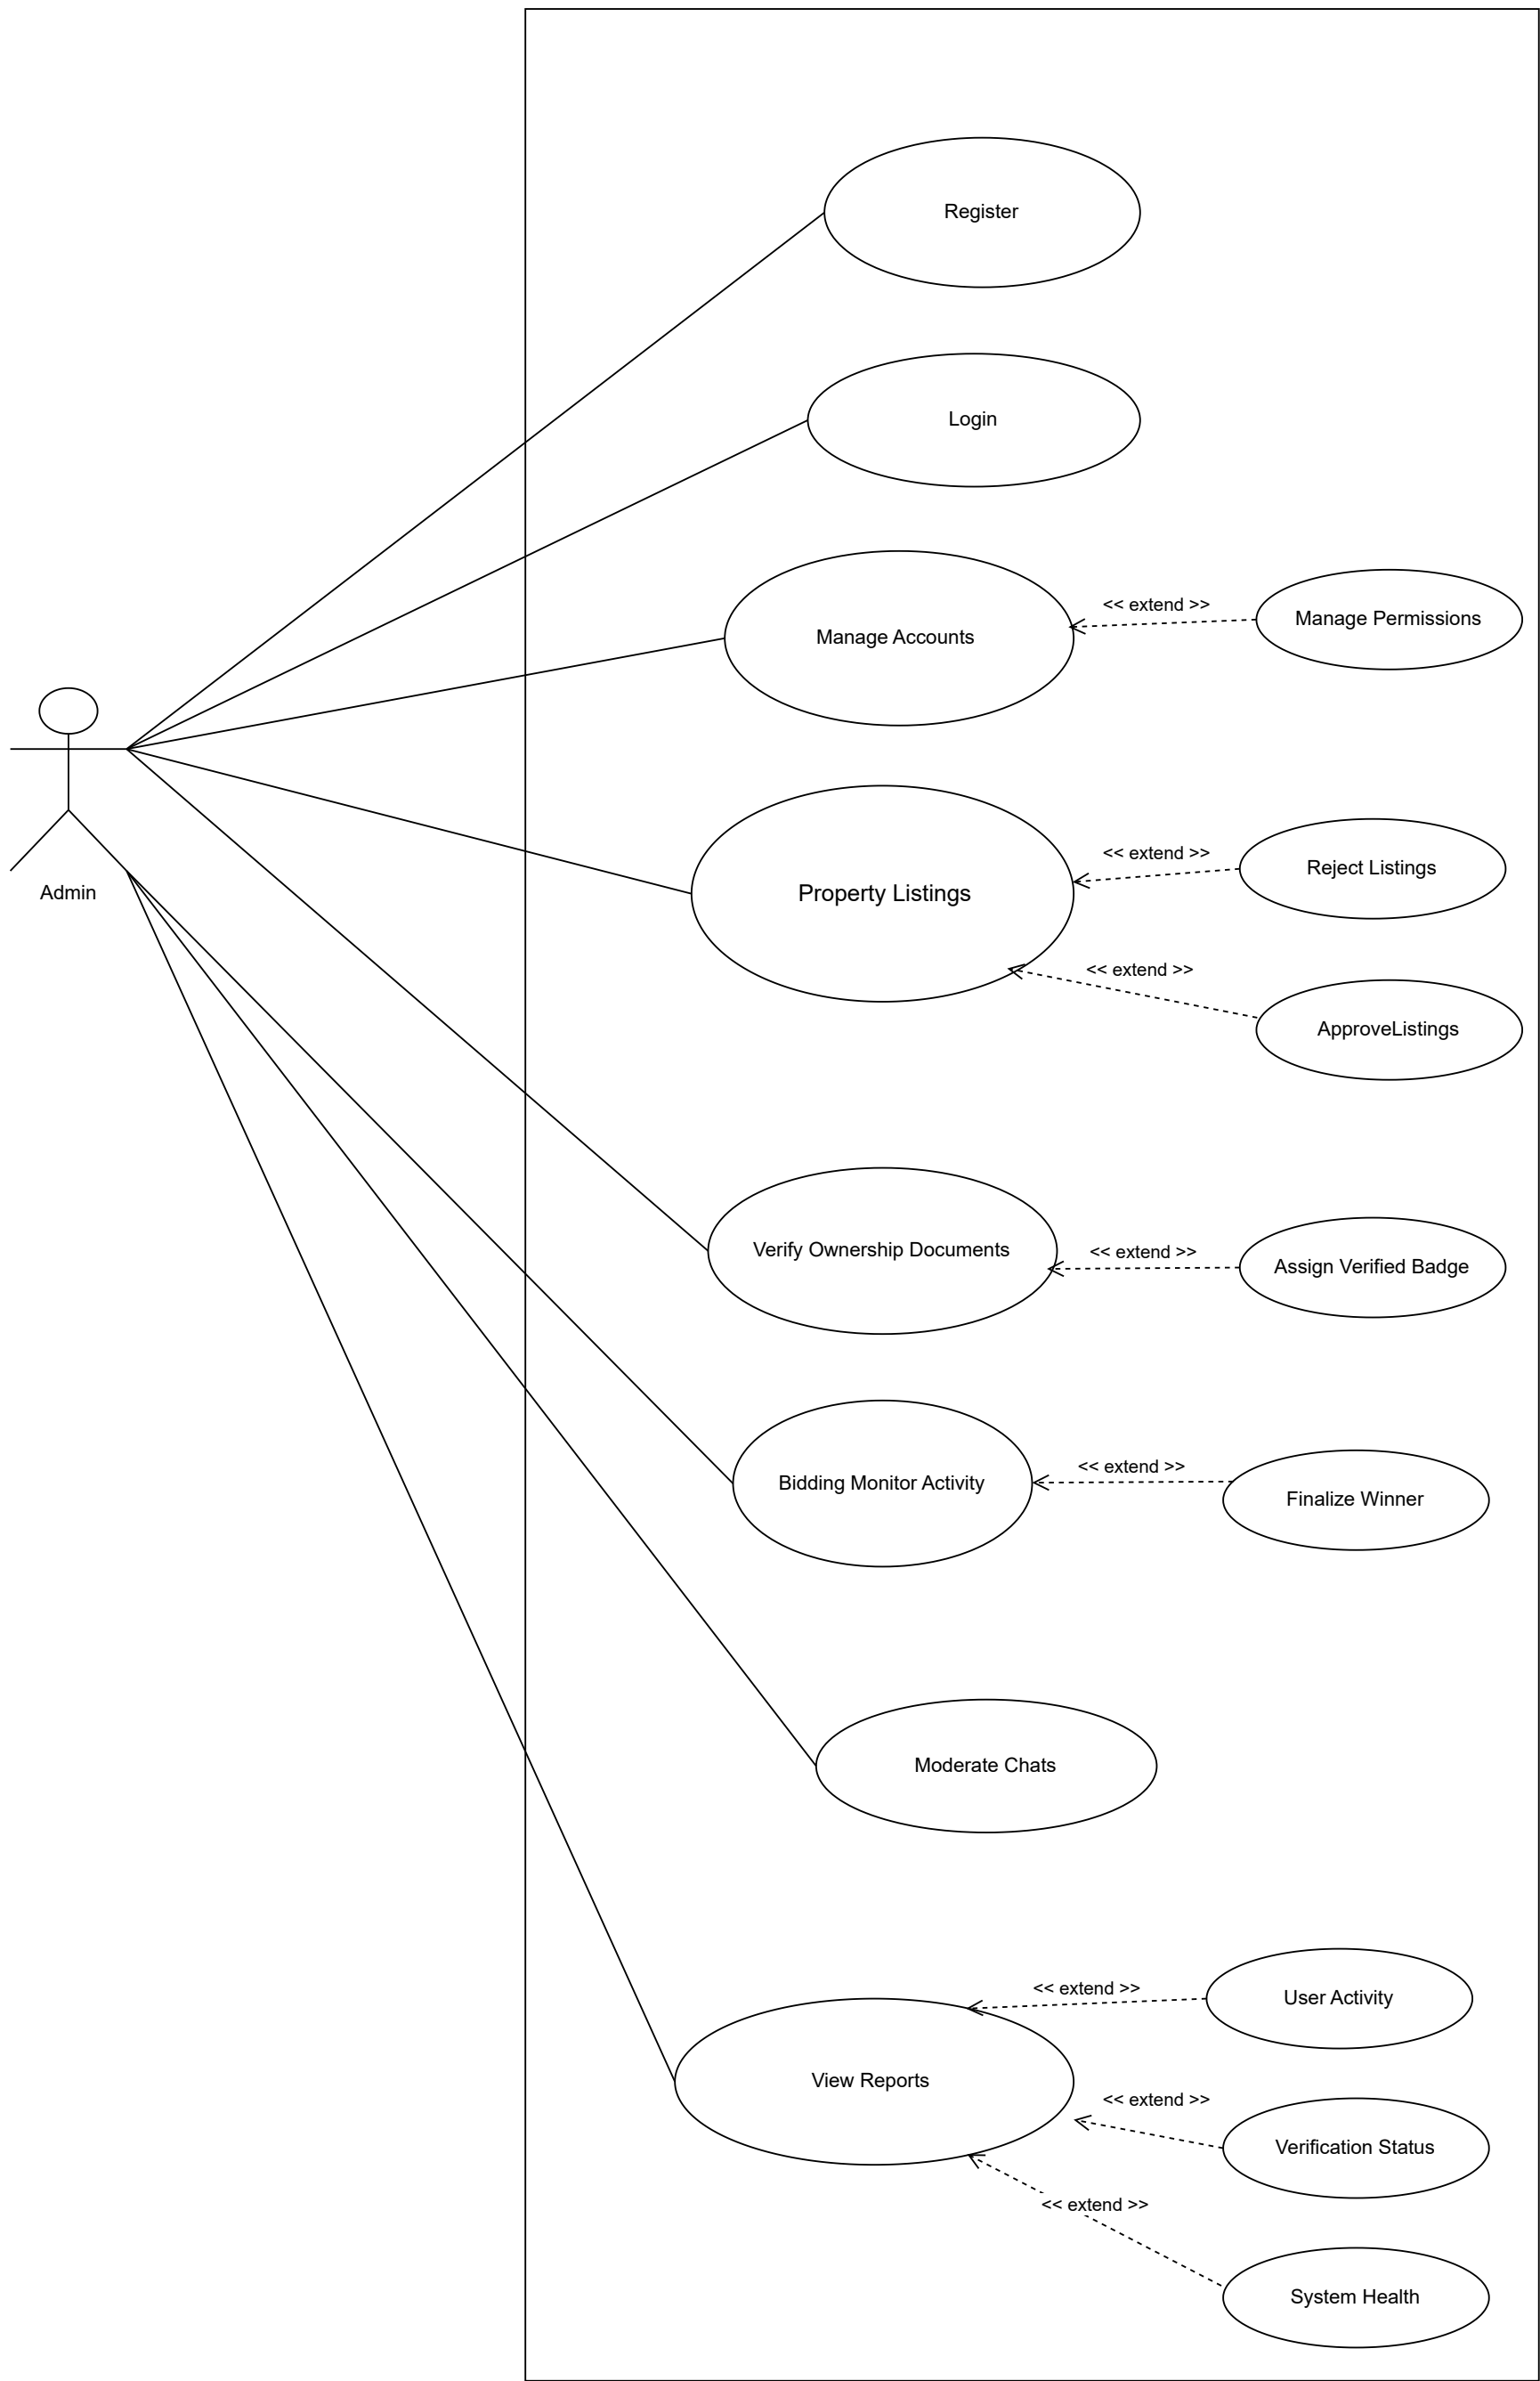 Register
Login
Manage Accounts
<< extend >>
Manage Permissions
Admin
Property Listings
<< extend >>
Reject Listings
<< extend >>
ApproveListings
Verify Ownership Documents
<< extend >>
Assign Verified Badge
Bidding Monitor Activity
<< extend >>
Finalize Winner
Moderate Chats
View Reports
<< extend >>
User Activity
<< extend >>
Verification Status
<< extend >>
System Health